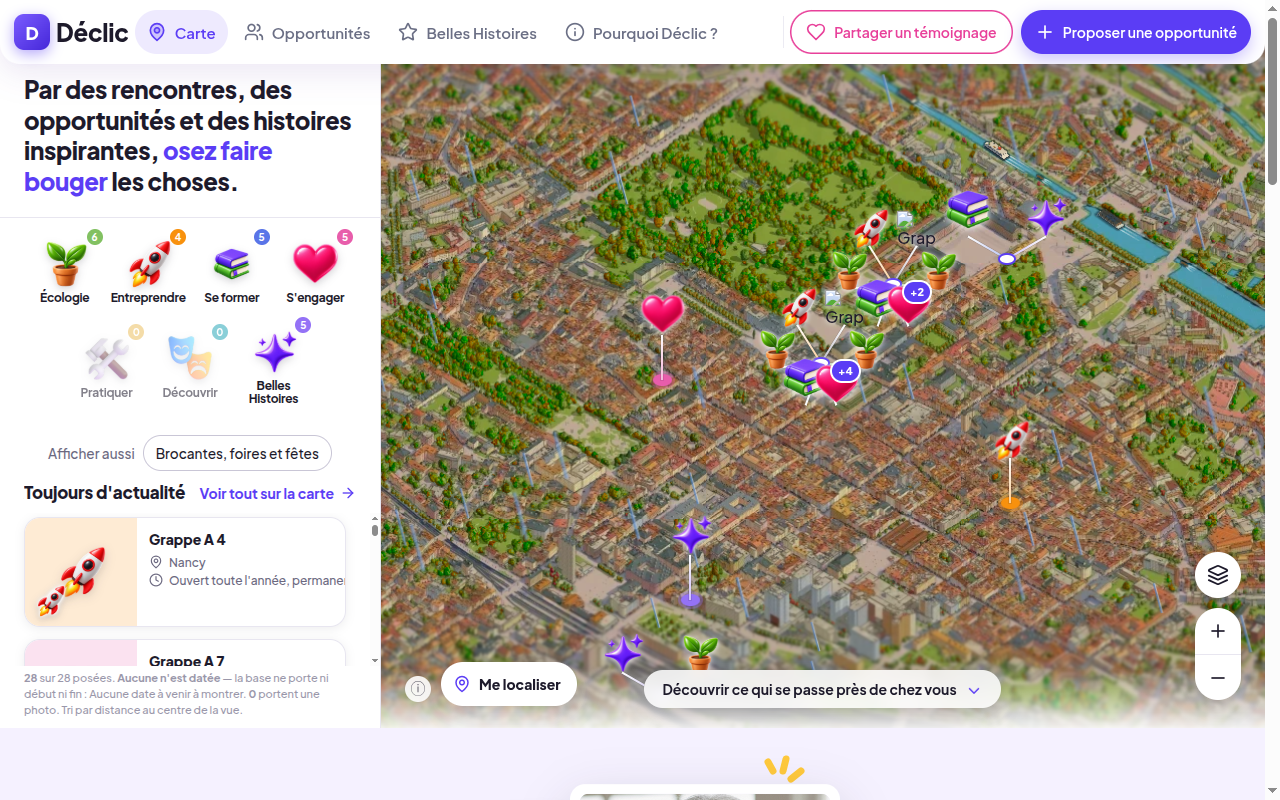 D Déclic
Carte
Opportunités
Belles Histoires
Pourquoi Déclic ?
Partager un témoignage
Proposer une opportunité
Par des rencontres, des
opportunités et des histoires
inspirantes, osez faire
bouger les choses.
6
4
5
5
Écologie
Entreprendre
Se former
S'engager
0
0
5
Pratiquer
Découvrir
Belles
Histoires
Afficher aussi
Brocantes, foires et fêtes
Toujours d'actualité
Voir tout sur la carte
Grappe A 4
Nancy
Ouvert toute l'année, permanen
Grappe A 7
28 sur 28 posées. Aucune n'est datée — la base ne porte ni
début ni fin : Aucune date à venir à montrer. 0 portent une
photo. Tri par distance au centre de la vue.
Grap
+2
Grap
+4
Me localiser
Découvrir ce qui se passe près de chez vous